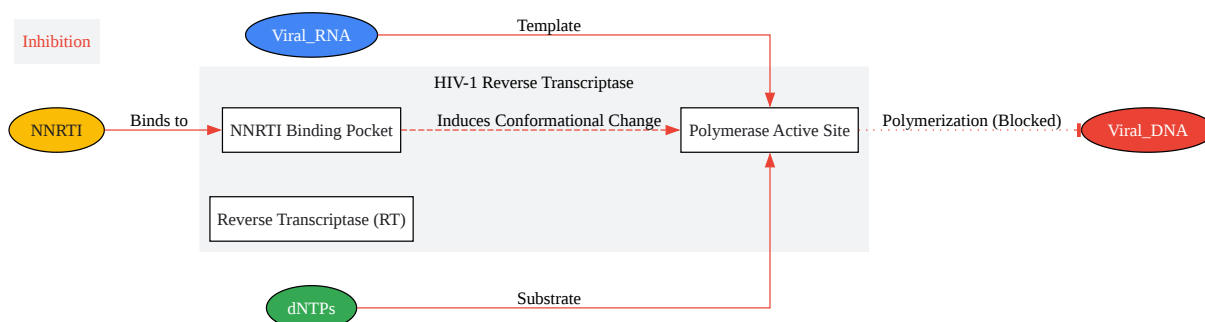 Inhibition
Viral_RNA
Template
HIV-1 Reverse Transcriptase
NNRTI
Binds to
NNRTI Binding Pocket
Induces Conformational Change
Polymerase Active Site
Polymerization (Blocked)
Viral_DNA
Reverse Transcriptase (RT)
dNTPs
Substrate